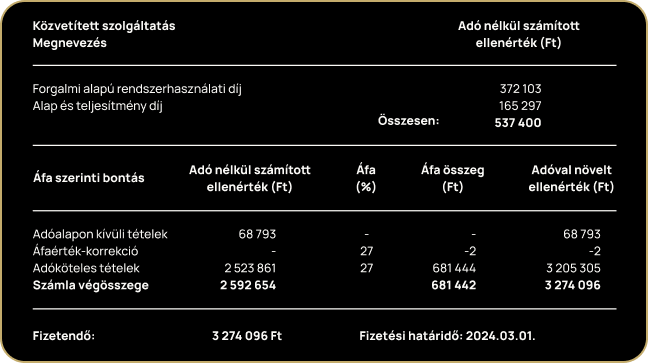 Közvetített szolgáltatás Adó nélkül számított
Megnevezés ellenérték (Ft)
Forgalmi alapú rendszerhasználati díj 372 103
Alap és teljesítmény díj 165 297
Összesen: 537 400
Áfa szerinti bontás Adó nélkül számított ellenérték (Ft) Áfa (%) Áfa összeg (Ft) Adóval növelt ellenérték (Ft)
Adóalapon kívüli tételek 68 793 - - 68 793
Áfaérték-korrekció - 27 -2 -2
Adóköteles tételek 2 523 861 27 681 444 3 205 305
Számla végösszege 2 592 654 681 442 3 274 096
Fizetendő: 3 274 096 Ft Fizetési határidő: 2024.03.01.